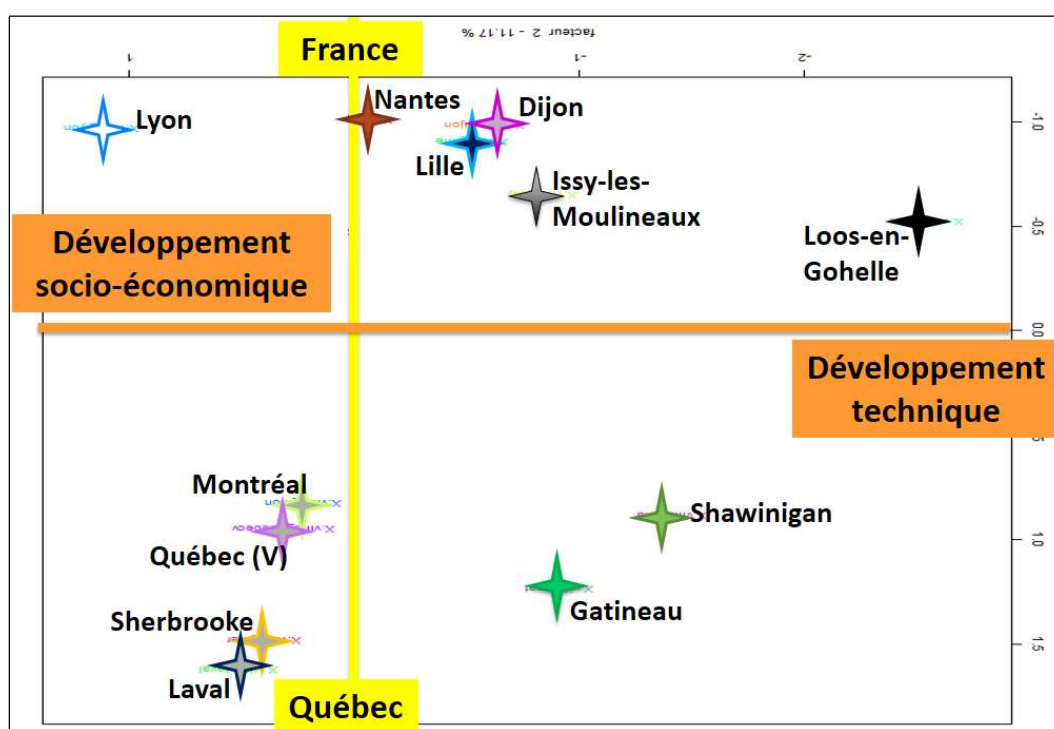 facteur 2 - 11.17 %
France
1
-1
-2
Lyon
Nantes
Dijon
-1.0
Lille
Issy-les-
Moulineaux
-0.5
Loos-en-
Gohelle
Développement
socio-économique
0.0
Développement
technique
Montréal
Shawinigan
1.0
Québec (V)
Gatineau
Sherbrooke
1.5
Laval
Québec